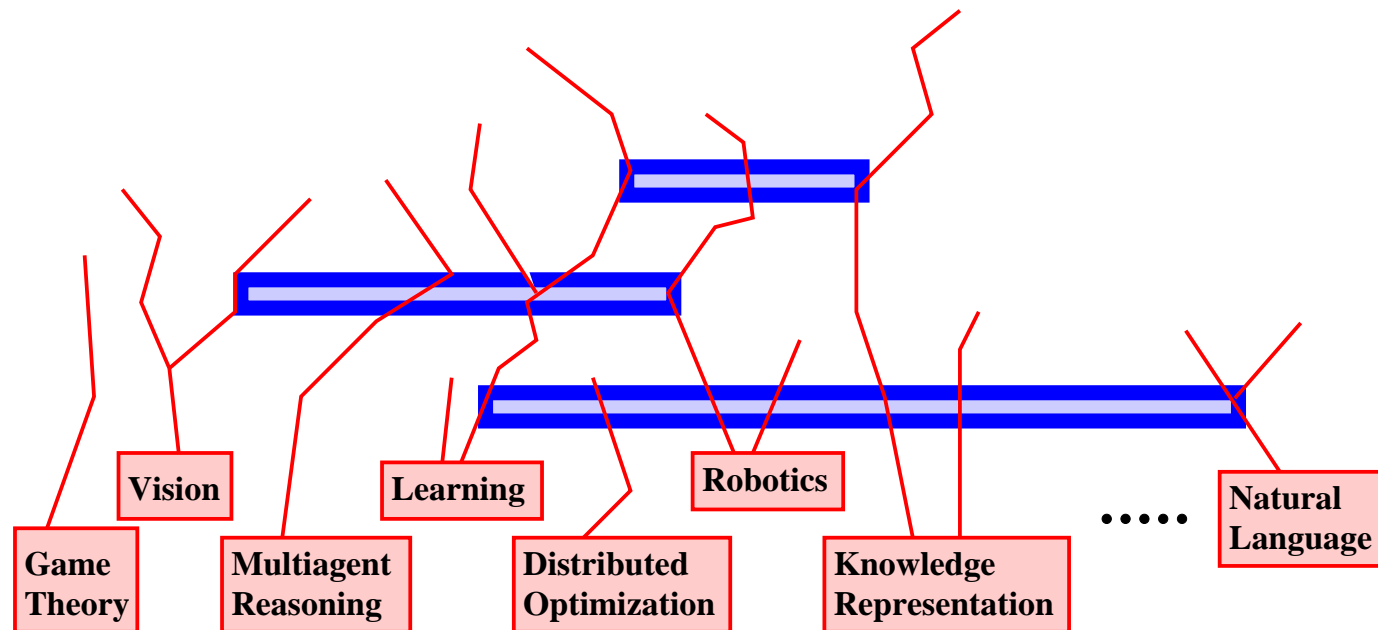 Vision
Learning
Robotics
Natural
Language
Game
Theory
Multiagent
Reasoning
Distributed
Optimization
Knowledge
Representation